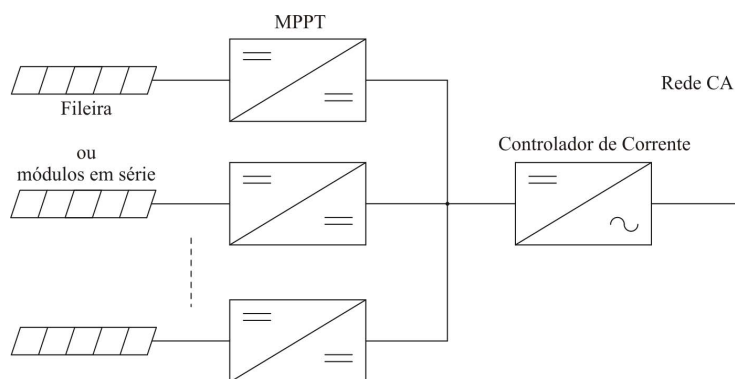 MPPT
Rede CA
Fileira
Controlador de Corrente
ou
módulos em série